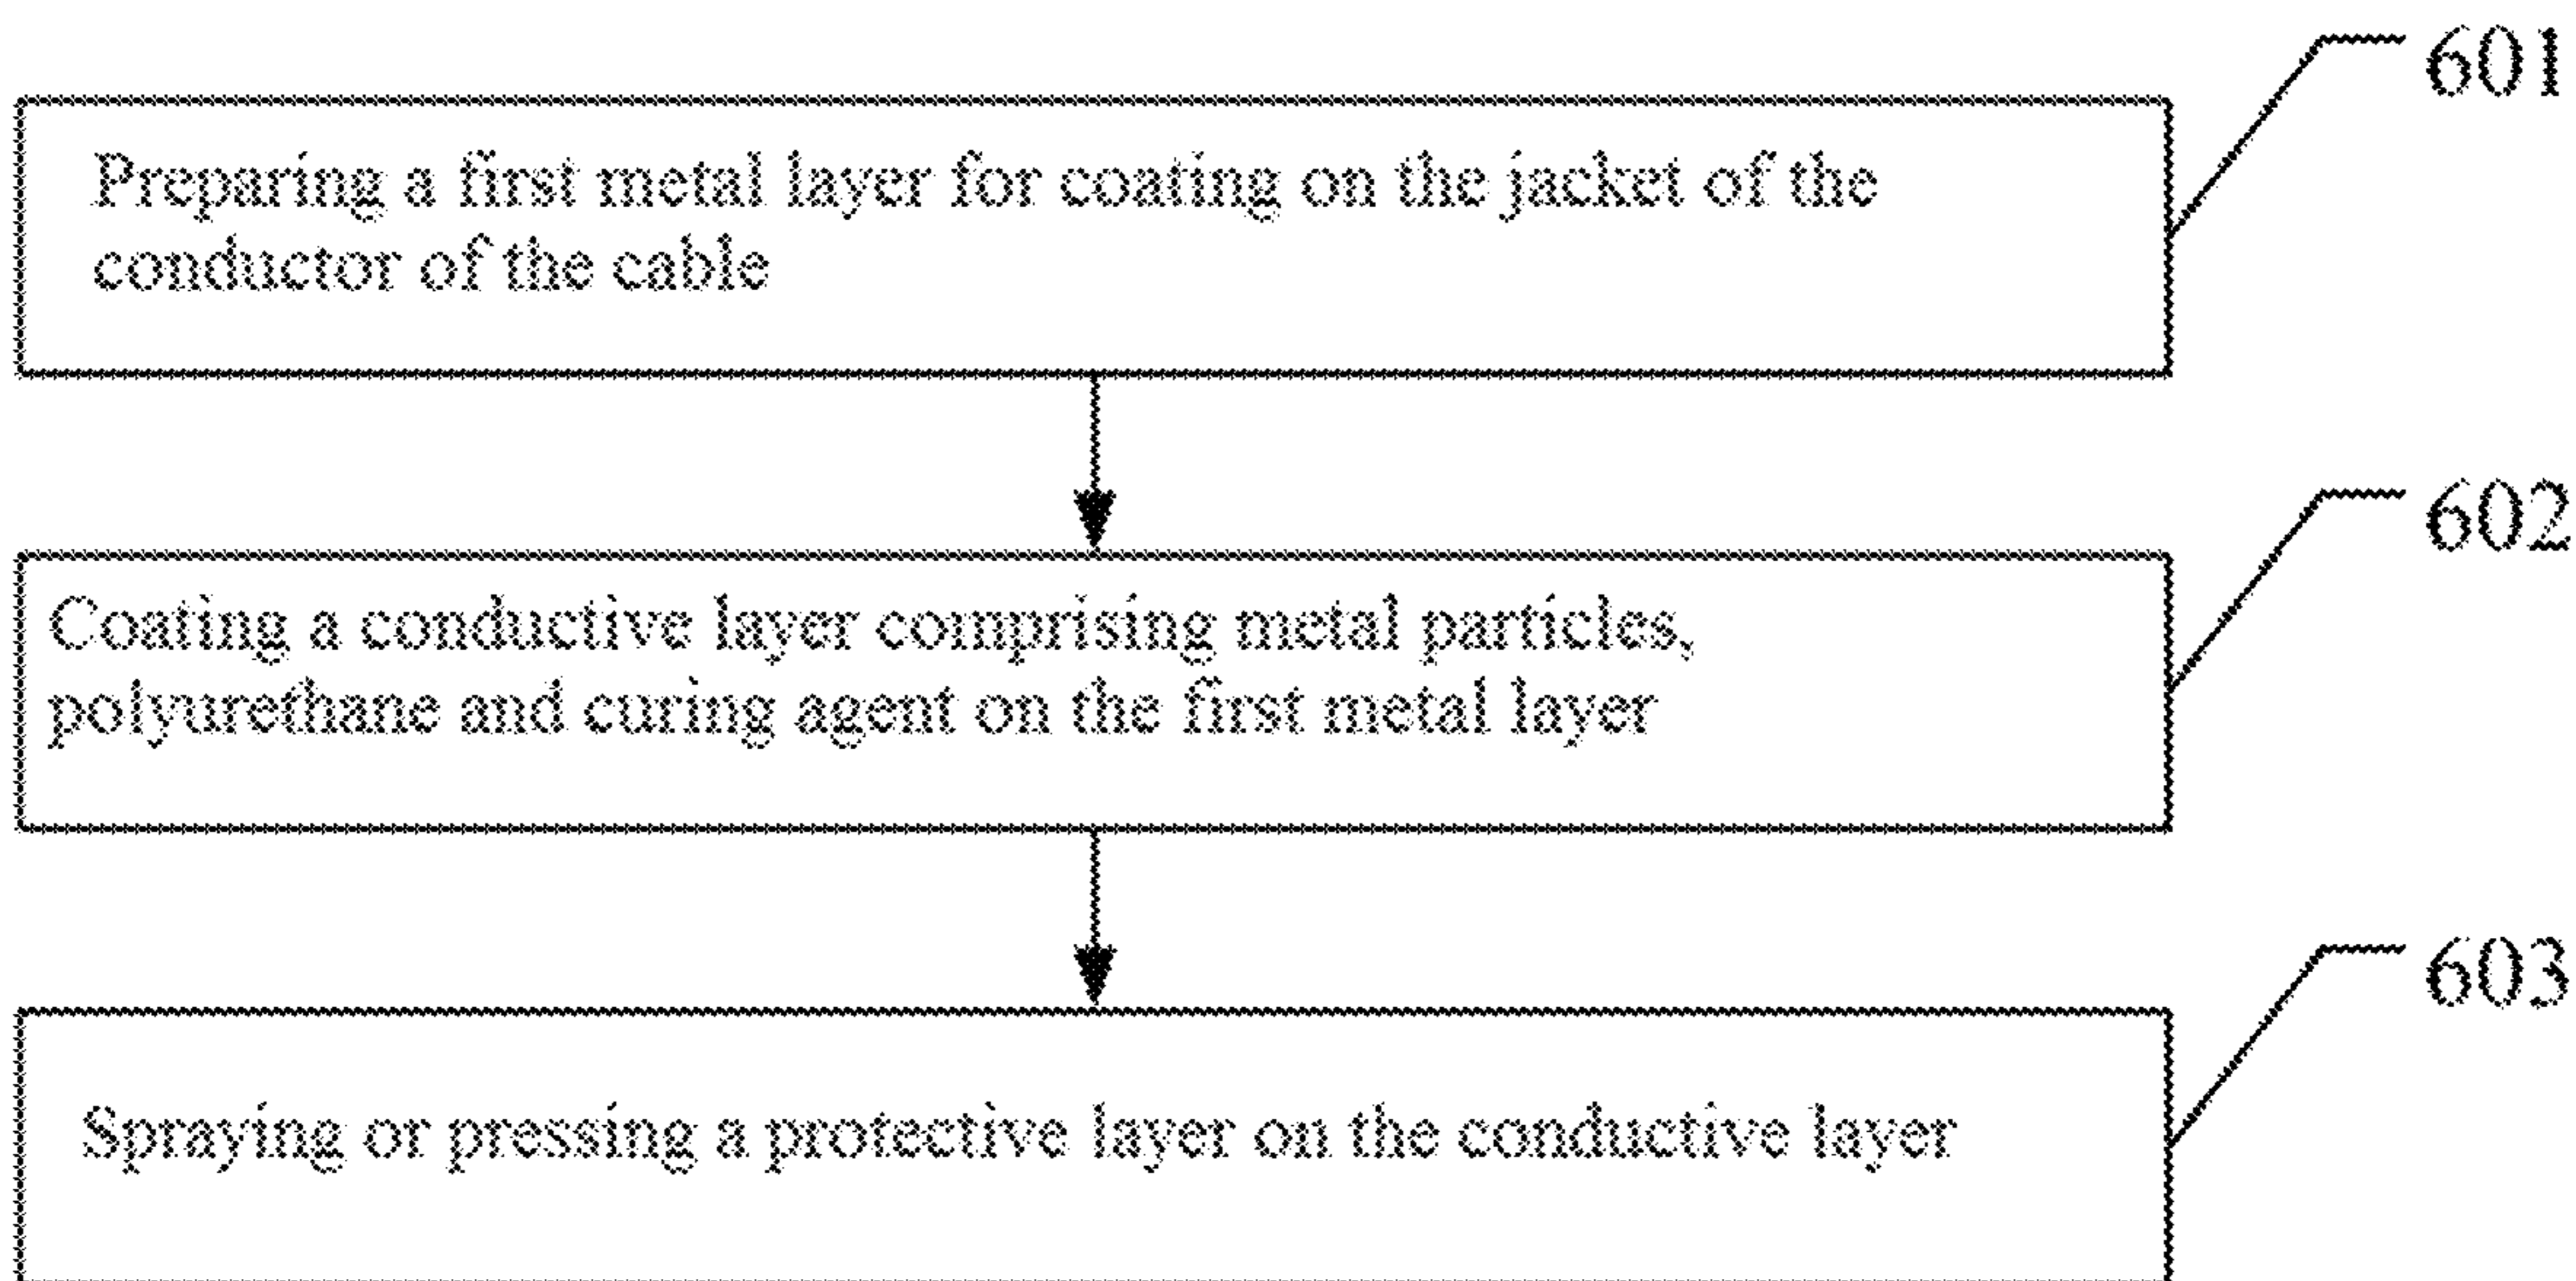 601
Preparing a first metal layer for coating on the jacket of the
conductor of the cable
602
Coating a conductive layer comprising metal particles,
polyurethane and curing agent on the first metal layer
603
Spraying or pressing a protective layer on the conductive layer